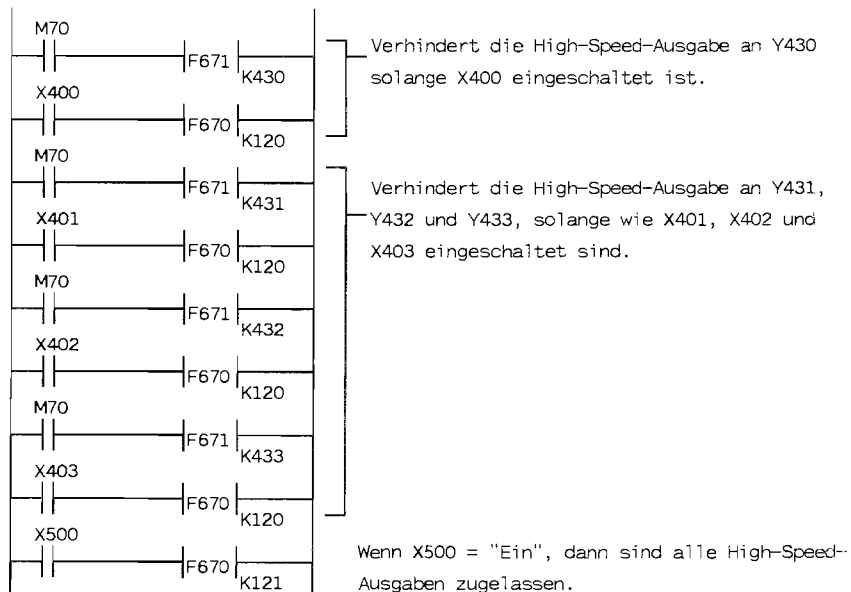 M70
F671
K430
Verhindert die High-Speed-Ausgabe an Y430
solange X400 eingeschaltet ist.
X400
F670
K120
M70
F671
K431
Verhindert die High-Speed-Ausgabe an Y431,
Y432 und Y433, solange wie X401, X402 und
X403 eingeschaltet sind.
X401
F670
K120
M70
F671
K432
X402
F670
K120
M70
F671
K433
X403
F670
K120
X500
F670
K121
Wenn X500 = "Ein", dann sind alle High-Speed-
Ausgaben zugelassen.